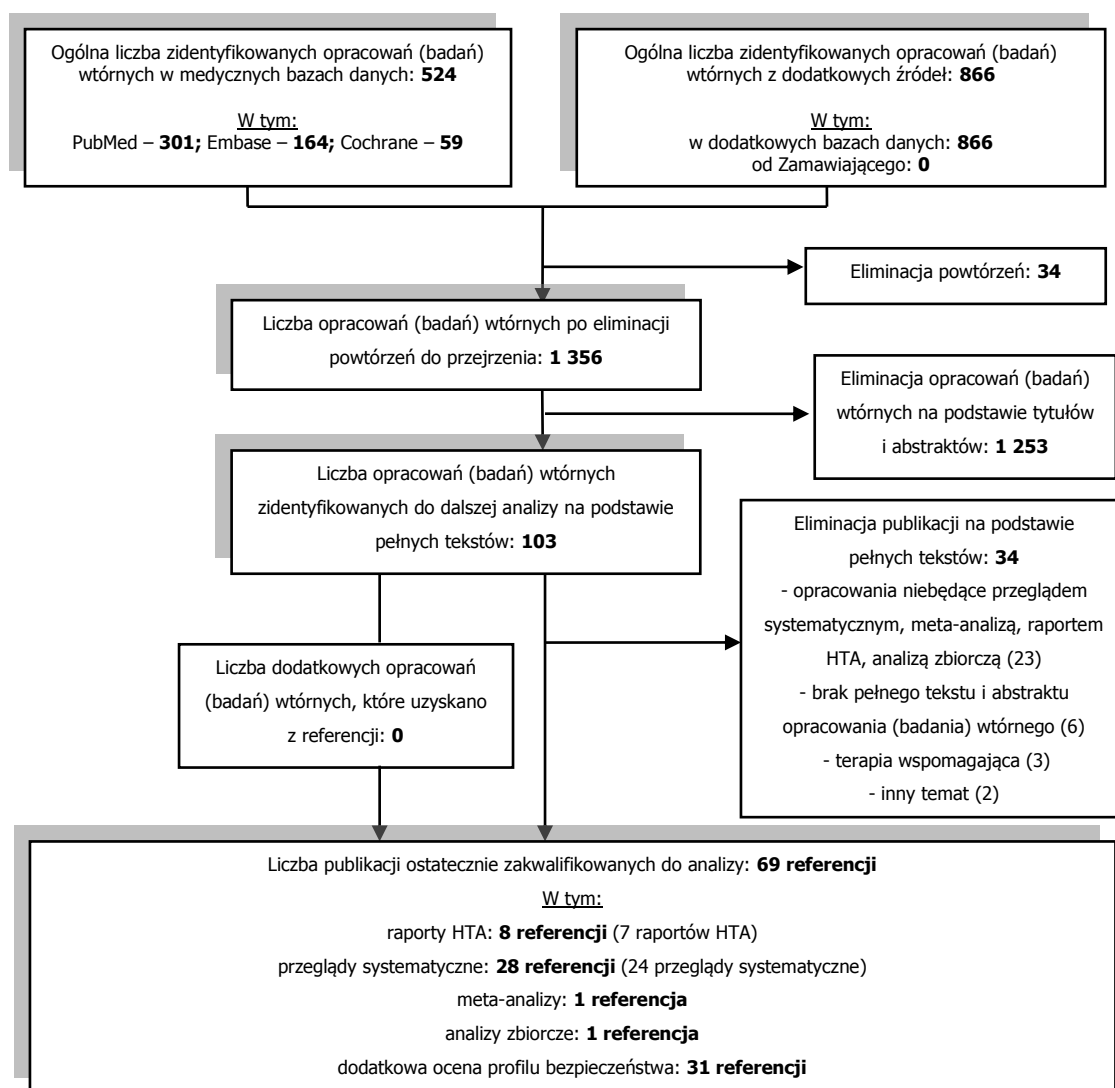 Ogólna liczba zidentyfikowanych opracowań (badań)
wtórnych w medycznych bazach danych: 524
W tym:
PubMed – 301; Embase – 164; Cochrane – 59
Ogólna liczba zidentyfikowanych opracowań (badań)
wtórnych z dodatkowych źródeł: 866
W tym:
w dodatkowych bazach danych: 866
od Zamawiającego: 0
Eliminacja powtórzeń: 34
Liczba opracowań (badań) wtórnych po eliminacji
powtórzeń do przejrzenia: 1 356
Eliminacja opracowań (badań)
wtórnych na podstawie tytułów
i abstraktów: 1 253
Liczba opracowań (badań) wtórnych
zidentyfikowanych do dalszej analizy na podstawie
pełnych tekstów: 103
Eliminacja publikacji na podstawie
pełnych tekstów: 34
- opracowania niebędące przeglądem
systematycznym, meta-analizą, raportem
HTA, analizą zbiorczą (23)
- brak pełnego tekstu i abstraktu
opracowania (badania) wtórnego (6)
- terapia wspomagająca (3)
- inny temat (2)
Liczba dodatkowych opracowań
(badań) wtórnych, które uzyskano
z referencji: 0
Liczba publikacji ostatecznie zakwalifikowanych do analizy: 69 referencji
W tym:
raporty HTA: 8 referencji (7 raportów HTA)
przeglądy systematyczne: 28 referencji (24 przeglądy systematyczne)
meta-analizy: 1 referencja
analizy zbiorcze: 1 referencja
dodatkowa ocena profilu bezpieczeństwa: 31 referencji